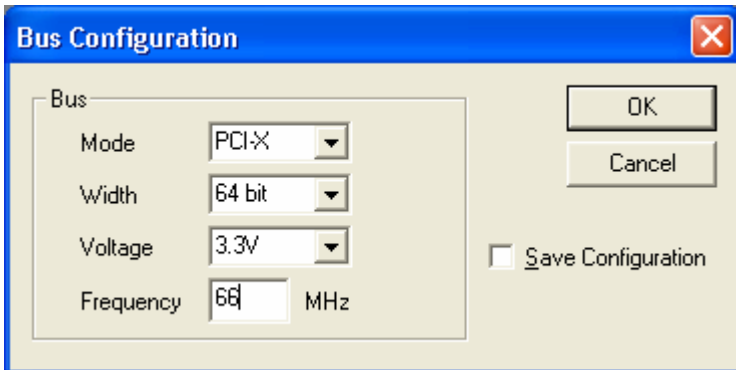 Bus Configuration
Bus
Mode PCI-X
Width 64 bit
Voltage 3.3V
Frequency 66 MHz
OK
Cancel
Save Configuration